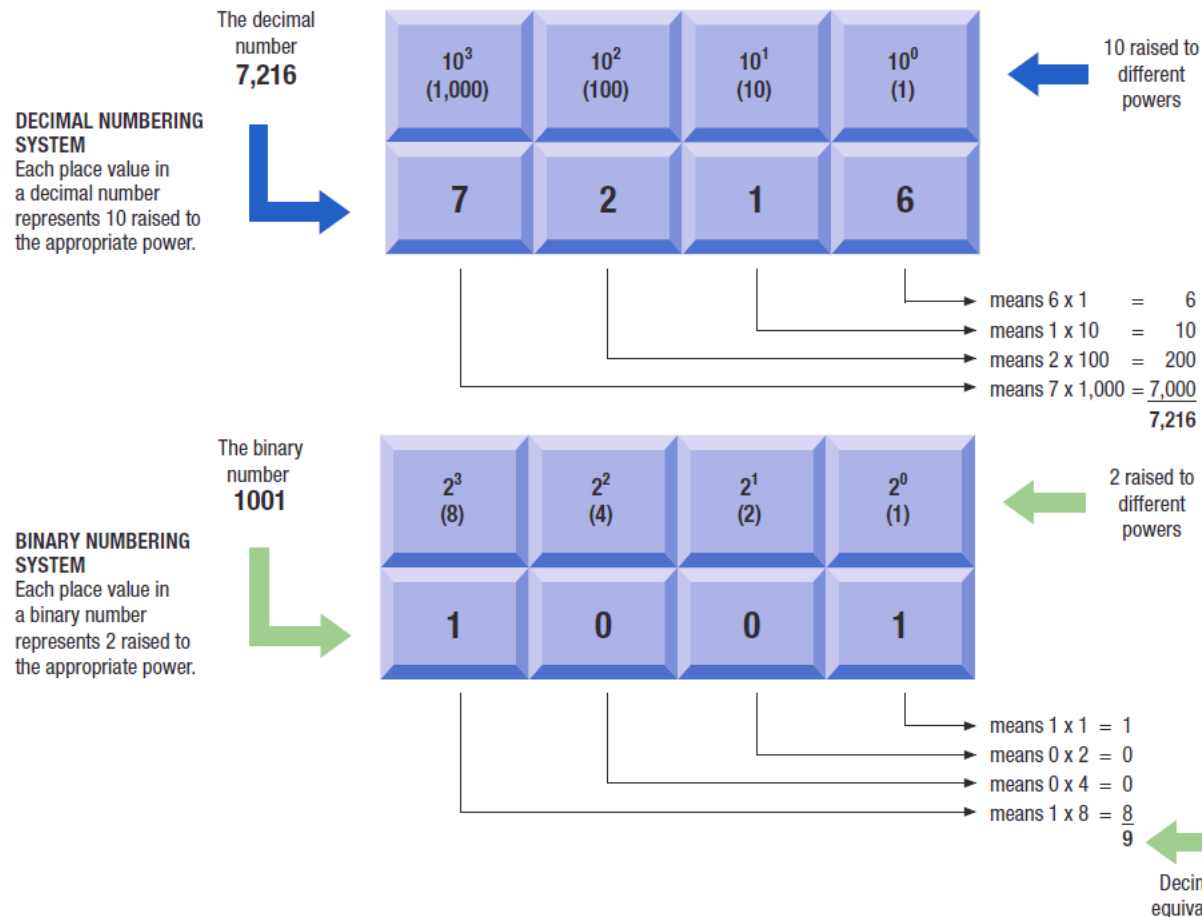 The decimal
number
7,216
DECIMAL NUMBERING
SYSTEM
Each place value in
a decimal number
represents 10 raised to
the appropriate power.
10³ 10² 10¹ 10⁰
(1,000) (100) (10) (1)
7 2 1 6
10 raised to
different
powers
means 6 x 1 = 6
means 1 x 10 = 10
means 2 x 100 = 200
means 7 x 1,000 = 7,000
7,216
The binary
number
1001
BINARY NUMBERING
SYSTEM
Each place value in
a binary number
represents 2 raised to
the appropriate power.
2³ 2² 2¹ 2⁰
(8) (4) (2) (1)
1 0 0 1
2 raised to
different
powers
means 1 x 1 = 1
means 0 x 2 = 0
means 0 x 4 = 0
means 1 x 8 = 8
9